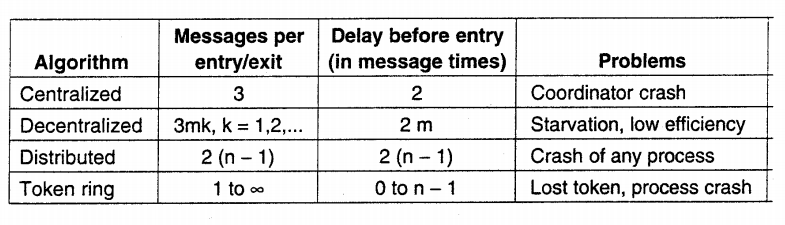 Algorithm Messages per entry/exit Delay before entry (in message times) Problems
Centralized 3 2 Coordinator crash
Decentralized 3mk, k = 1,2,... 2 m Starvation, low efficiency
Distributed 2 (n – 1) 2 (n – 1) Crash of any process
Token ring 1 to ∞ 0 to n – 1 Lost token, process crash